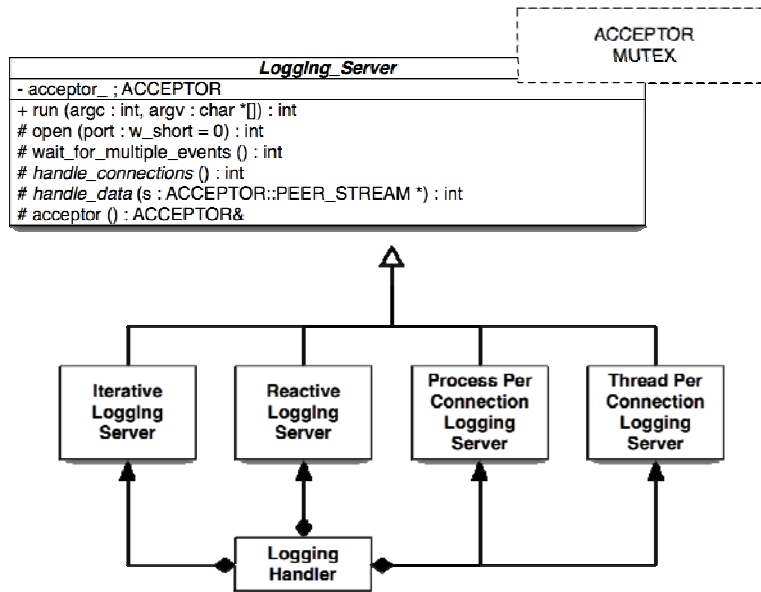 ACCEPTOR
MUTEX
Logging_Server
- acceptor_ ; ACCEPTOR
+ run (argc : int, argv : char *[]) : int
# open (port : w_short = 0) : int
# wait_for_multiple_events () : int
# handle_connections () : int
# handle_data (s : ACCEPTOR::PEER_STREAM *) : int
# acceptor () : ACCEPTOR&
Iterative
Logging
Server
Reactive
Logging
Server
Process Per
Connection
Logging
Server
Thread Per
Connection
Logging
Server
Logging
Handler